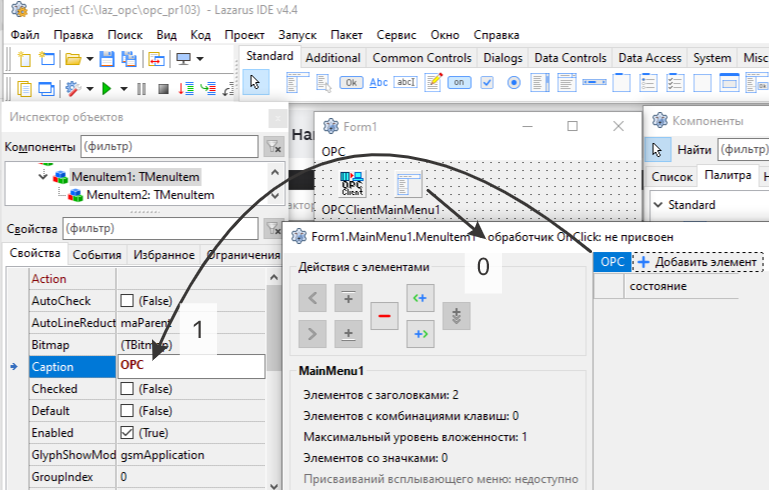 project1 (C:\laz_opc\opc_pr103) - Lazarus IDE v4.4
Файл Правка Поиск Вид Код Проект Запуск Пакет Сервис Окно Справка
Standard Additional Common Controls Dialogs Data Controls Data Access System Misc
Ok Abc abcI on
Инспектор объектов
Компоненты (фильтр)
MenuItem1: TMenuItem
MenuItem2: TMenuItem
Свойства (фильтр)
Свойства События Избранное Ограничения
Action
AutoCheck (False)
AutoLineReduct maParent
Bitmap (TBitmap)
Caption OPC
Checked (False)
Default (False)
Enabled (True)
GlyphShowMod gsmApplication
GroupIndex 0
1
Form1
OPC
OPC
Client
OPCClientMainMenu1
Компоненты
Найти (фильтр)
Список Палитра
Standard
Form1.MainMenu1.MenuItem1 - обработчик OnClick: не присвоен
0
Действия с элементами
OPC Добавить элемент
состояние
MainMenu1
Элементов с заголовками: 2
Элементов с комбинациями клавиш: 0
Максимальный уровень вложенности: 1
Элементов со значками: 0
Присваиваний всплывающего меню: недоступно